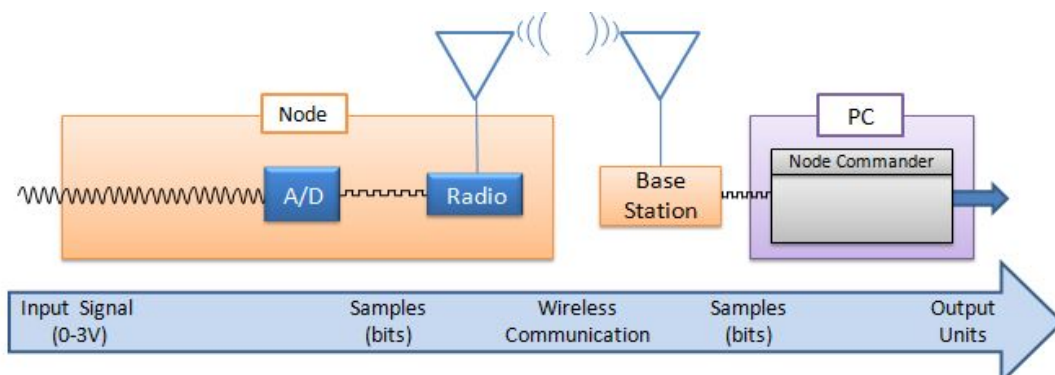 Node
PC
Node Commander
A/D
Radio
Base
Station
Input Signal
(0-3V)
Samples
(bits)
Wireless
Communication
Samples
(bits)
Output
Units